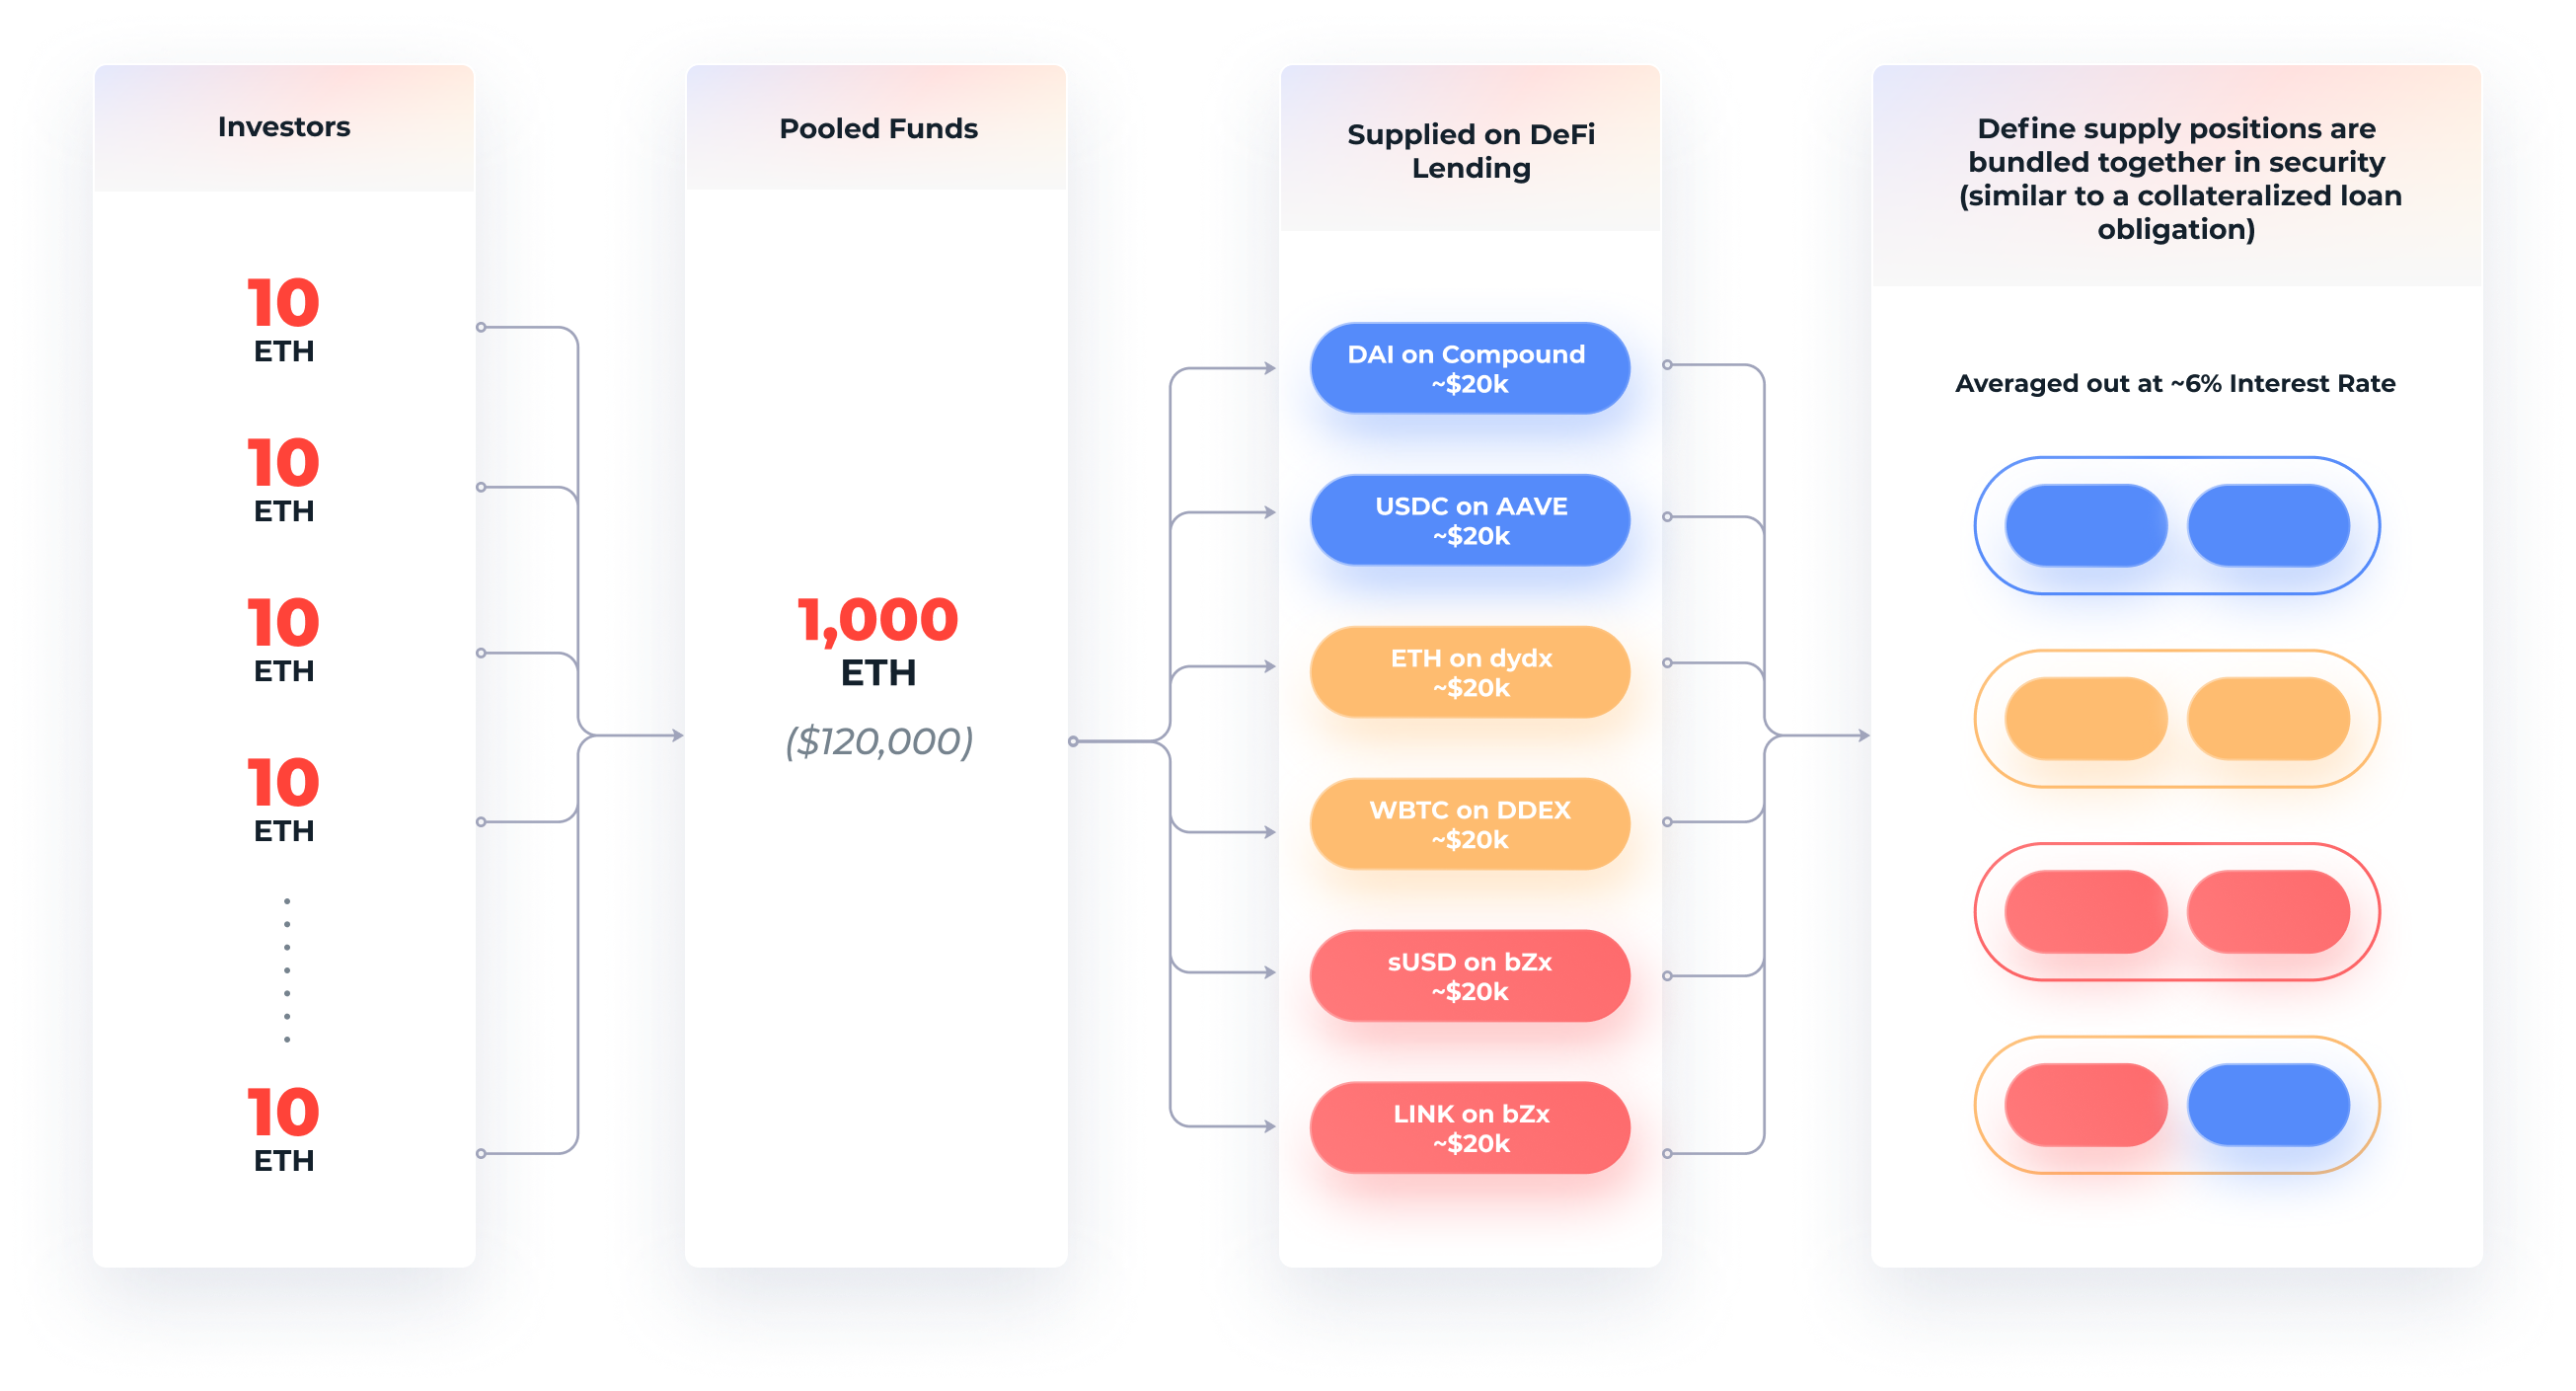 Investors
10
ETH
10
ETH
10
ETH
10
ETH
10
ETH
Pooled Funds
1,000
ETH
($120,000)
Supplied on DeFi
Lending
DAI on Compound
~$20k
USDC on AAVE
~$20k
ETH on dydx
~$20k
WBTC on DDEX
~$20k
sUSD on bZx
~$20k
LINK on bZx
~$20k
Define supply positions are
bundled together in security
(similar to a collateralized loan
obligation)
Averaged out at ~6% Interest Rate